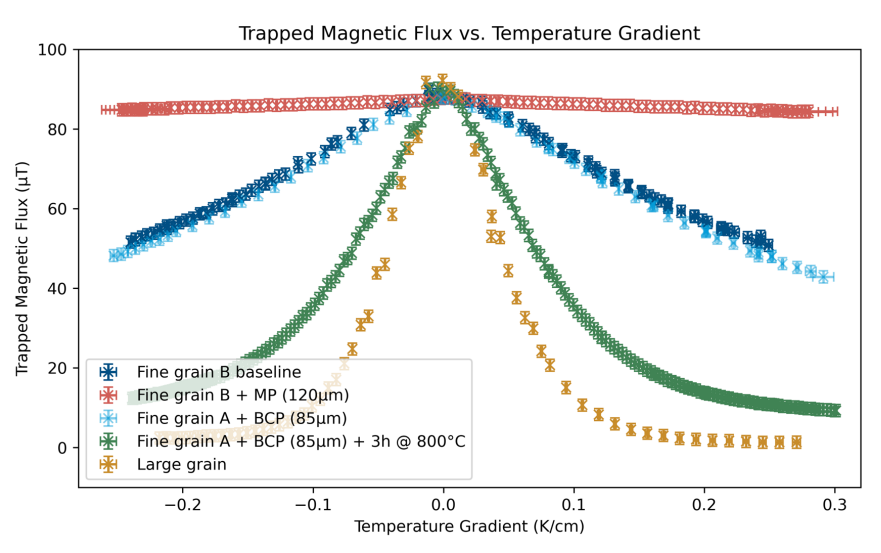 Trapped Magnetic Flux vs. Temperature Gradient
Trapped Magnetic Flux (μT)
100
80
60
40
20
0
Fine grain B baseline
Fine grain B + MP (120μm)
Fine grain A + BCP (85μm)
Fine grain A + BCP (85μm) + 3h @ 800°C
Large grain
−0.2 −0.1 0.0 0.1 0.2 0.3
Temperature Gradient (K/cm)